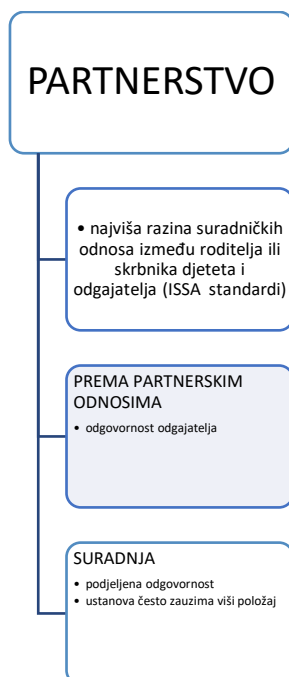 PARTNERSTVO
• najviša razina suradničkih
odnosa između roditelja ili
skrbnika djeteta i
odgajatelja (ISSA standardi)
PREMA PARTNERSKIM
ODNOSIMA
• odgovornost odgajatelja
SURADNJA
• podjeljena odgovornost
• ustanova često zauzima viši položaj